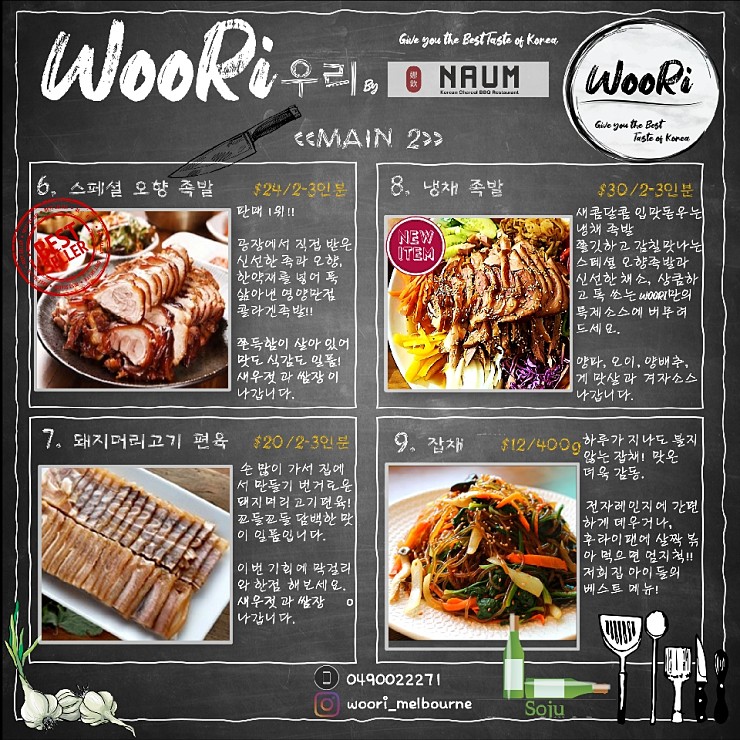 WooRi 우리 By
Give you the Best Taste of Korea
NAUM
Korean Charcoal BBQ Restaurant
WooRi
Give you the Best
Taste of Korea
<<MAIN 2>>
6. 스페셜 오향 족발 $24/2-3인분
BEST
SELLER
판매 1위!!
공장에서 직접 받은
신선한 족과 오향,
한약재를 넣어 푹
삶아낸 영양만점
콜라겐족발!!
쫀득함이 살아 있어
맛도 식감도 일품!
새우젓 과 쌈장 이
나갑니다.
8. 냉채 족발 $30/2-3인분
NEW
ITEM
새콤달콤 입맛돋우는
냉채 족발
쫄깃하고 감칠맛나는
스페셜 오향족발과
신선한 채소, 상큼하
고 톡 쏘는 WOORI만의
특제소스에 버무려
드세요.
양파, 오이, 양배추,
게 맛살 과 겨자소스
나갑니다.
7. 돼지머리고기 편육 $20/2-3인분
손 많이 가서 집에
서 만들기 번거로운
돼지머리 고기편육!
꼬들꼬들 담백한 맛
이 일품입니다.
이번 기회에 막걸리
와 한잔 해보세요.
새우젓 과 쌈장 이
나갑니다.
9. 잡채 $12/400g
하루가 지나도 불지
않는 잡채! 맛은
더욱 감동.
전자레인지에 간편
하게 데우거나,
후라이팬에 살짝 볶
아 먹으면 엄지척!!
저희집 아이들의
베스트 메뉴!
0490022271
woori_melbourne
Soju